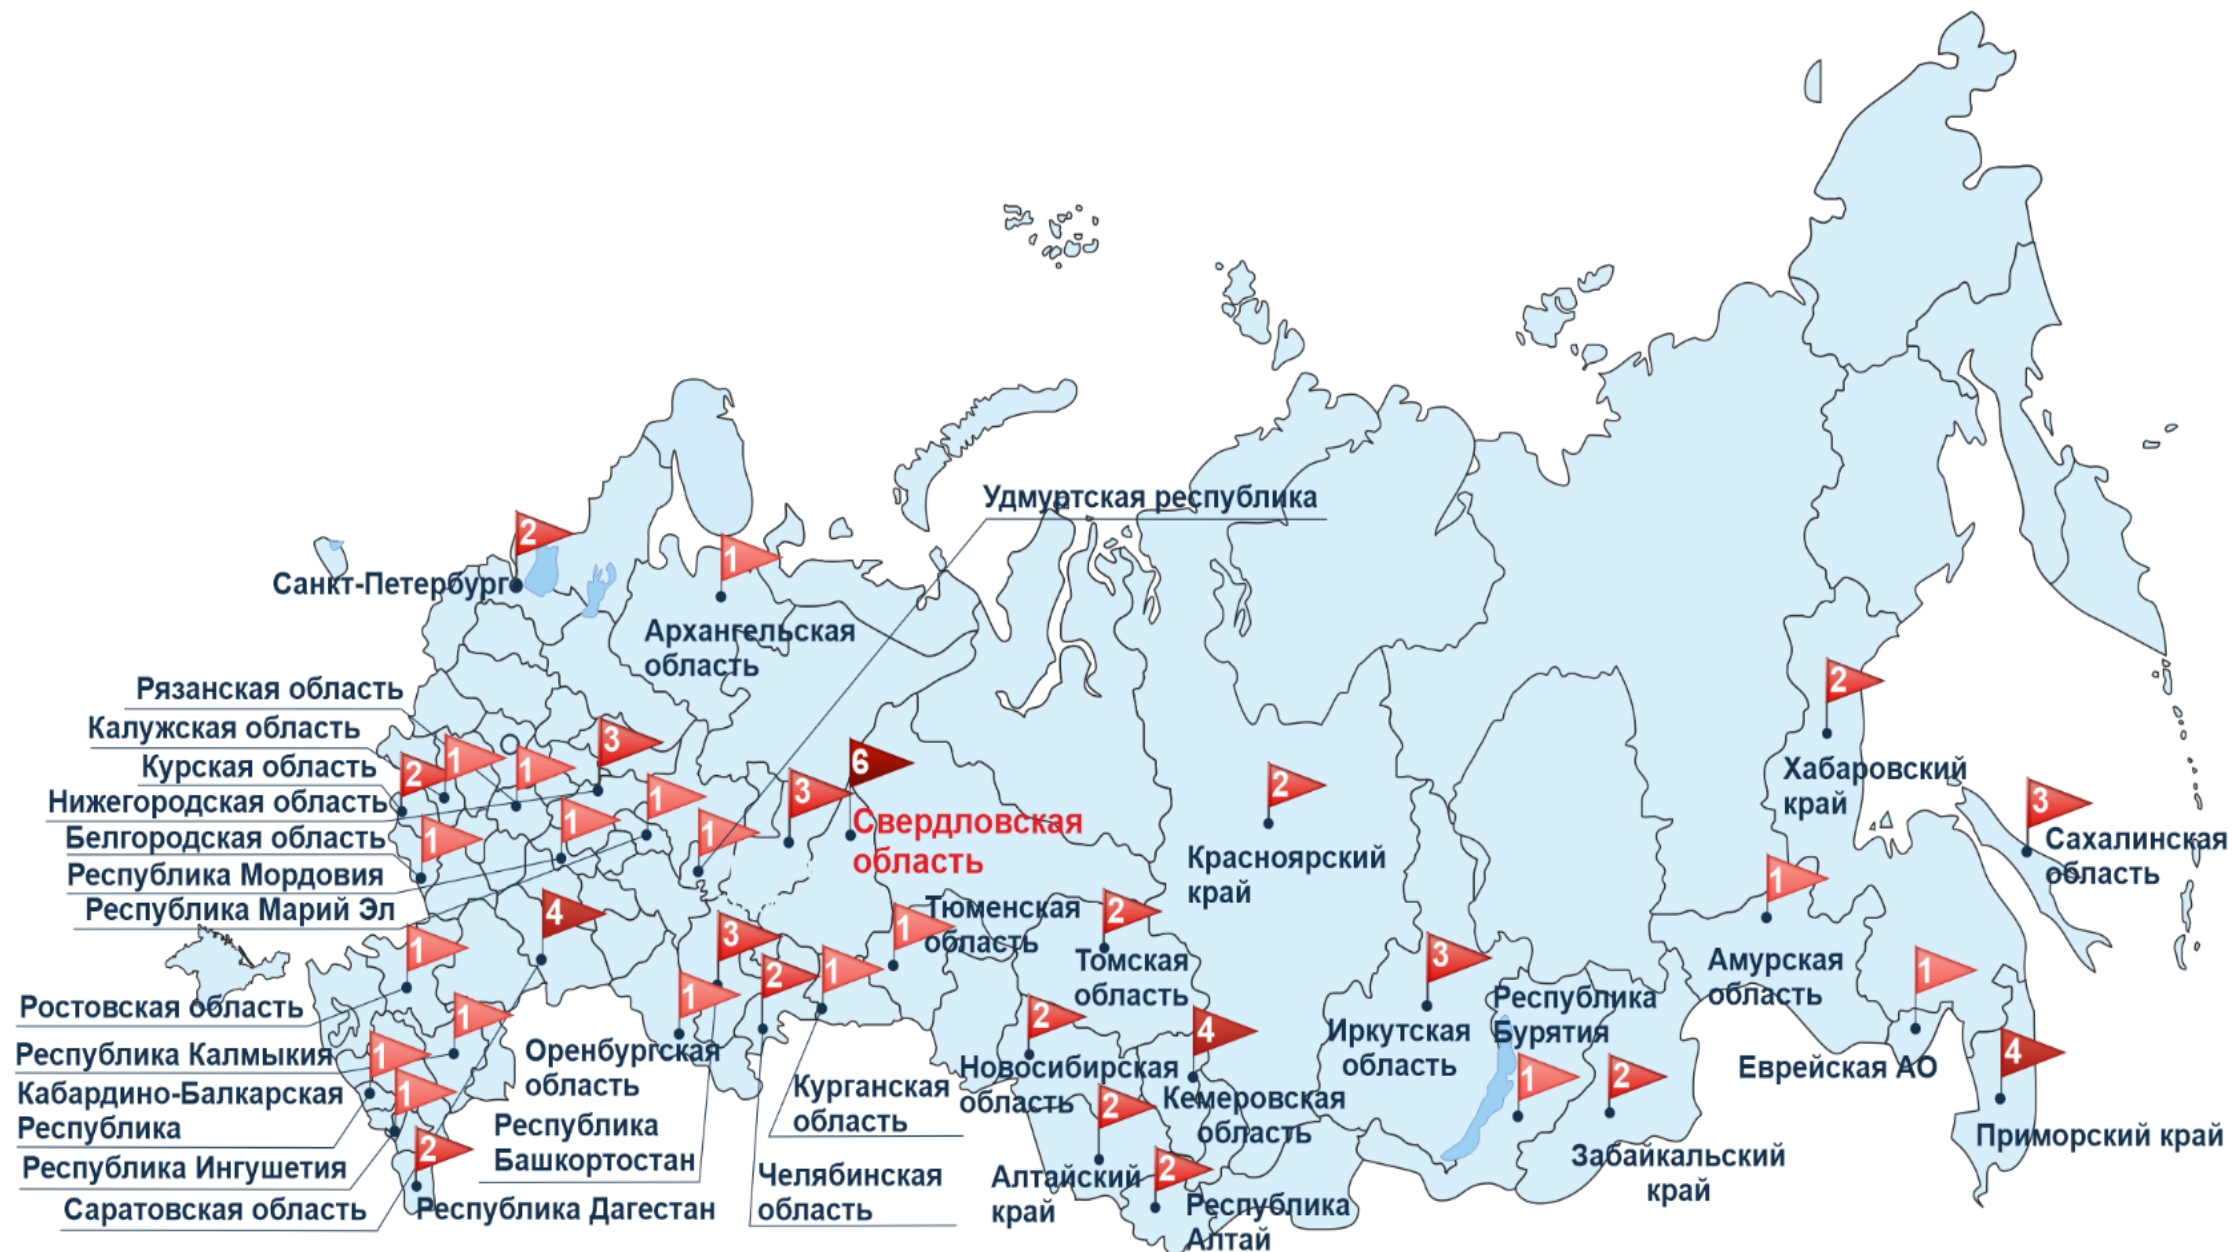 Удмуртская республика
2
1
Санкт-Петербург
Архангельская
область
Рязанская область
Калужская область
Курская область
Нижегородская область
Белгородская область
Республика Мордовия
Республика Марий Эл
2
1
1
3
1
1
1
1
3
6
Свердловская
область
4
1
3
1
2
1
1
Тюменская
область
2
Томская
область
2
Красноярский
край
2
Хабаровский
край
3
Сахалинская
область
1
Амурская
область
1
Еврейская АО
4
Приморский край
3
Иркутская
область
Республика
Бурятия
1
2
Забайкальский
край
Ростовская область
Республика Калмыкия
Кабардино-Балкарская
Республика
Республика Ингушетия
Саратовская область
1
1
1
2
Республика Дагестан
Оренбургская
область
Республика
Башкортостан
Курганская
область
Челябинская
область
2
Новосибирская
область
4
Кемеровская
область
2
Алтайский
край
2
Республика
Алтай